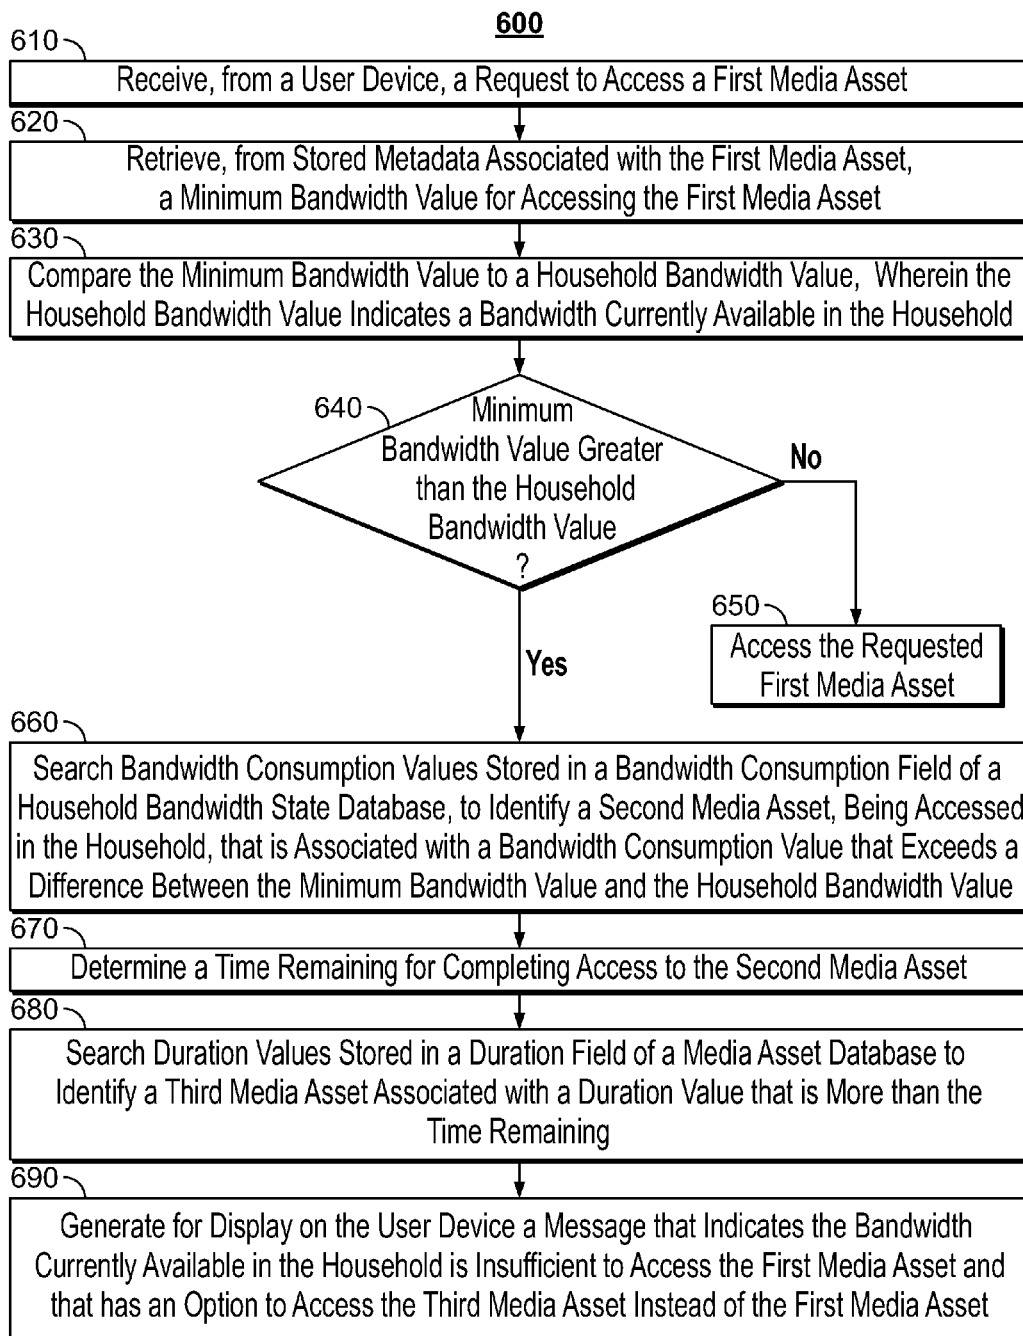 600
610
Receive, from a User Device, a Request to Access a First Media Asset
620
Retrieve, from Stored Metadata Associated with the First Media Asset,
a Minimum Bandwidth Value for Accessing the First Media Asset
630
Compare the Minimum Bandwidth Value to a Household Bandwidth Value, Wherein the
Household Bandwidth Value Indicates a Bandwidth Currently Available in the Household
640
Minimum
Bandwidth Value Greater
than the Household
Bandwidth Value
?
No
650
Access the Requested
First Media Asset
Yes
660
Search Bandwidth Consumption Values Stored in a Bandwidth Consumption Field of a
Household Bandwidth State Database, to Identify a Second Media Asset, Being Accessed
in the Household, that is Associated with a Bandwidth Consumption Value that Exceeds a
Difference Between the Minimum Bandwidth Value and the Household Bandwidth Value
670
Determine a Time Remaining for Completing Access to the Second Media Asset
680
Search Duration Values Stored in a Duration Field of a Media Asset Database to
Identify a Third Media Asset Associated with a Duration Value that is More than the
Time Remaining
690
Generate for Display on the User Device a Message that Indicates the Bandwidth
Currently Available in the Household is Insufficient to Access the First Media Asset and
that has an Option to Access the Third Media Asset Instead of the First Media Asset